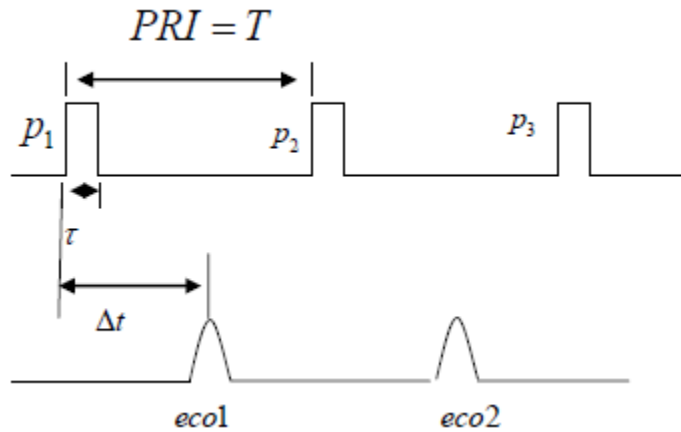 PRI = T
p₁
p₂
p₃
τ
Δt
eco1
eco2